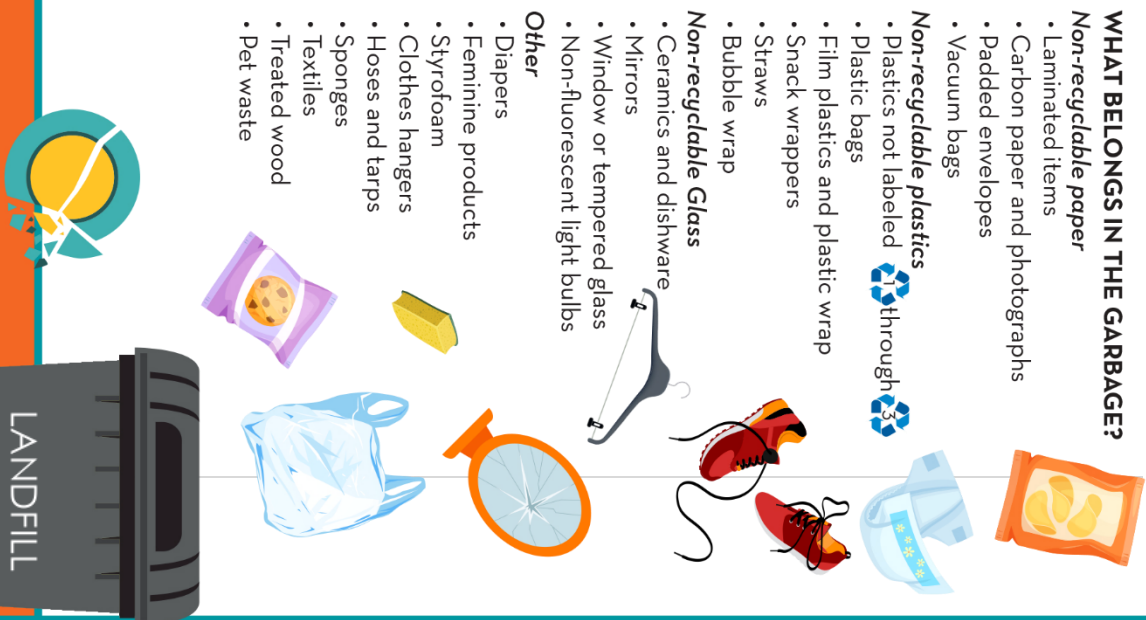 WHAT BELONGS IN THE GARBAGE?
Non-recyclable paper
• Laminated items
• Carbon paper and photographs
• Padded envelopes
• Vacuum bags
Non-recyclable plastics
• Plastics not labeled 1 through 3
• Plastic bags
• Film plastics and plastic wrap
• Snack wrappers
• Straws
• Bubble wrap
Non-recyclable Glass
• Ceramics and dishware
• Mirrors
• Window or tempered glass
• Non-fluorescent light bulbs
Other
• Diapers
• Feminine products
• Styrofoam
• Clothes hangers
• Hoses and tarps
• Sponges
• Textiles
• Treated wood
• Pet waste
LANDFILL